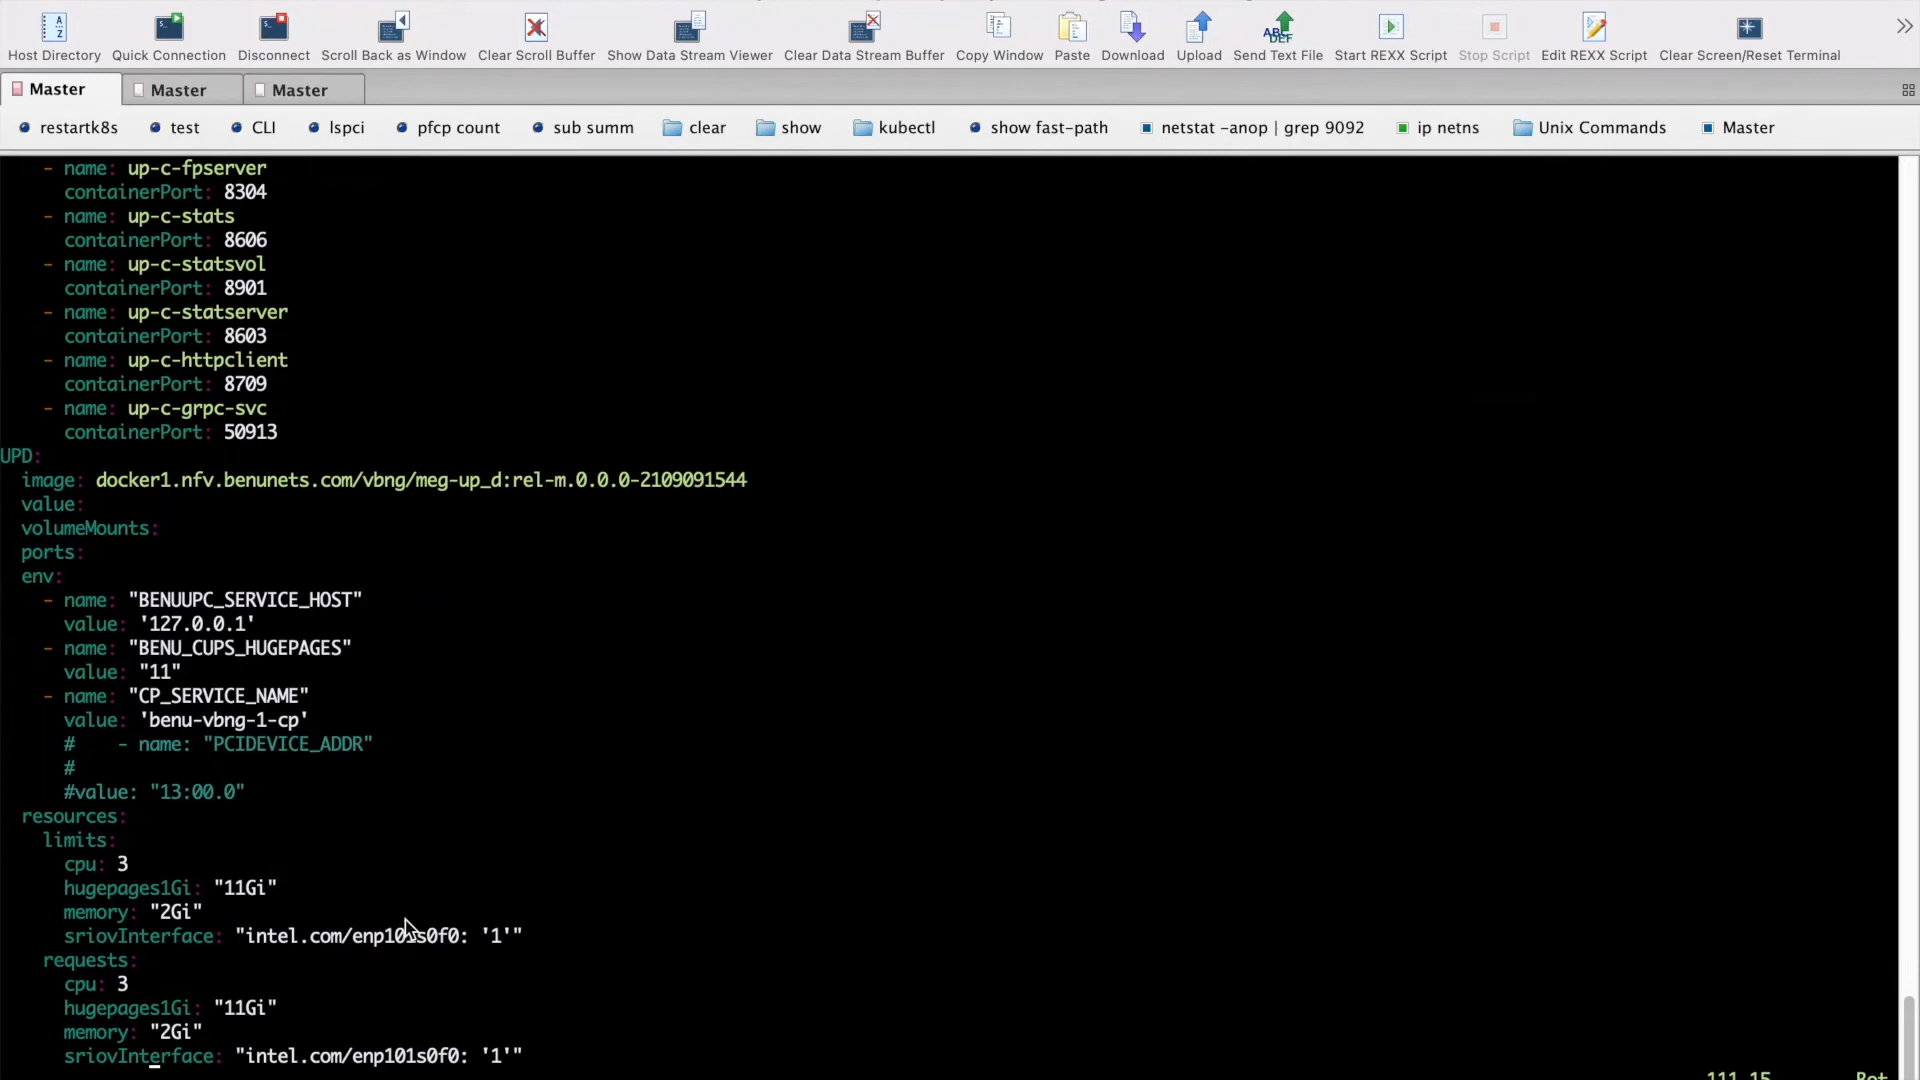 Host Directory Quick Connection Disconnect Scroll Back as Window Clear Scroll Buffer Show Data Stream Viewer Clear Data Stream Buffer Copy Window Paste Download Upload Send Text File Start REXX Script Stop Script Edit REXX Script Clear Screen/Reset Terminal
Master Master Master
restartk8s test CLI lspci pfcp count sub summ clear show kubectl show fast-path netstat -anop | grep 9092 ip netns Unix Commands Master
- name: up-c-fpserver
containerPort: 8304
- name: up-c-stats
containerPort: 8606
- name: up-c-statsvol
containerPort: 8901
- name: up-c-statserver
containerPort: 8603
- name: up-c-httpclient
containerPort: 8709
- name: up-c-grpc-svc
containerPort: 50913
UPD:
image: docker1.nfv.benunets.com/vbng/meg-up_d:rel-m.0.0.0-2109091544
value:
volumeMounts:
ports:
env:
- name: "BENUUPC_SERVICE_HOST"
value: '127.0.0.1'
- name: "BENU_CUPS_HUGEPAGES"
value: "11"
- name: "CP_SERVICE_NAME"
value: 'benu-vbng-1-cp'
# - name: "PCIDEVICE_ADDR"
#
#value: "13:00.0"
resources:
limits:
cpu: 3
hugepages1Gi: "11Gi"
memory: "2Gi"
sriovInterface: "intel.com/enp101s0f0: '1'"
requests:
cpu: 3
hugepages1Gi: "11Gi"
memory: "2Gi"
sriovInterface: "intel.com/enp101s0f0: '1'"
111,15 Bot